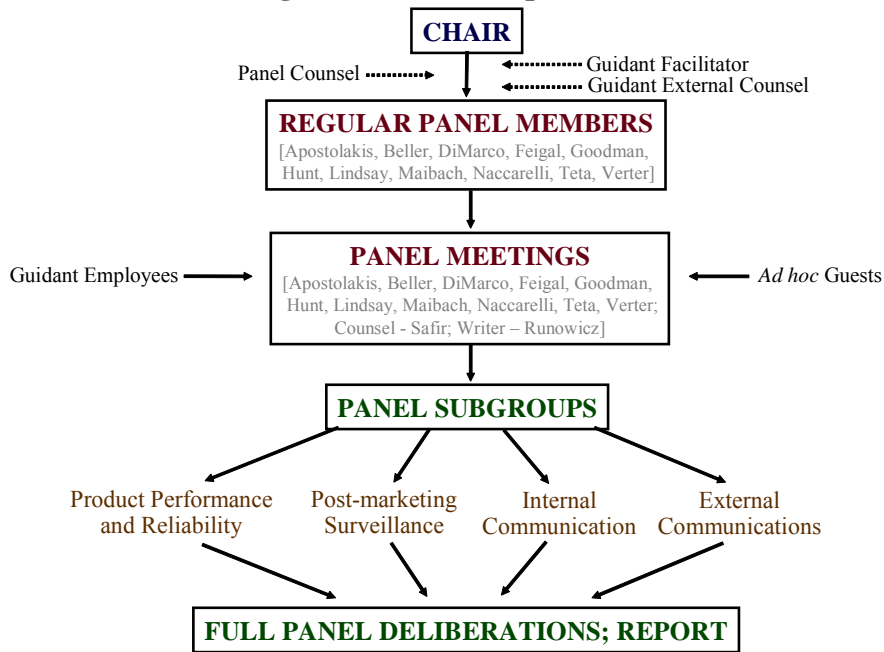 CHAIR
Panel Counsel
Guidant Facilitator
Guidant External Counsel
REGULAR PANEL MEMBERS
[Apostolakis, Beller, DiMarco, Feigal, Goodman,
Hunt, Lindsay, Maibach, Naccarelli, Teta, Verter]
PANEL MEETINGS
[Apostolakis, Beller, DiMarco, Feigal, Goodman,
Hunt, Lindsay, Maibach, Naccarelli, Teta, Verter;
Counsel - Safir; Writer – Runowicz]
Guidant Employees
Ad hoc Guests
PANEL SUBGROUPS
Product Performance
and Reliability
Post-marketing
Surveillance
Internal
Communication
External
Communications
FULL PANEL DELIBERATIONS; REPORT